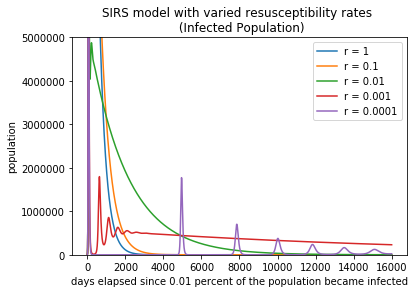 SIRS model with varied resusceptibility rates
(Infected Population)
5000000
4000000
3000000
2000000
1000000
0
population
r = 1
r = 0.1
r = 0.01
r = 0.001
r = 0.0001
0 2000 4000 6000 8000 10000 12000 14000 16000
days elapsed since 0.01 percent of the population became infected